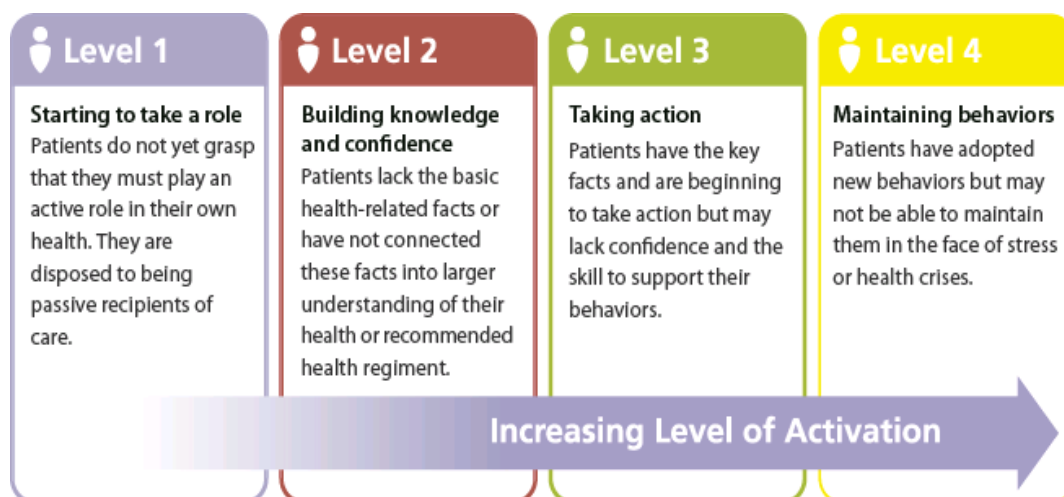 Level 1
Starting to take a role
Patients do not yet grasp
that they must play an
active role in their own
health. They are
disposed to being
passive recipients of
care.
Level 2
Building knowledge
and confidence
Patients lack the basic
health-related facts or
have not connected
these facts into larger
understanding of their
health or recommended
health regiment.
Level 3
Taking action
Patients have the key
facts and are beginning
to take action but may
lack confidence and the
skill to support their
behaviors.
Level 4
Maintaining behaviors
Patients have adopted
new behaviors but may
not be able to maintain
them in the face of stress
or health crises.
Increasing Level of Activation